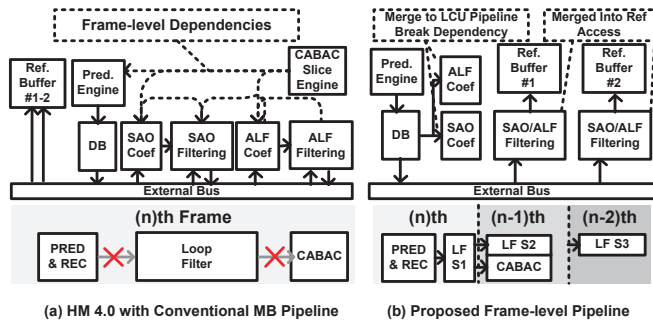 Frame-level Dependencies
Ref.
Buffer
#1-2
Pred.
Engine
CABAC
Slice
Engine
DB
SAO
Coef
SAO
Filtering
ALF
Coef
ALF
Filtering
External Bus
(n)th Frame
PRED
& REC
Loop
Filter
CABAC
(a) HM 4.0 with Conventional MB Pipeline
Merge to LCU Pipeline
Break Dependency
Merged Into Ref
Access
Pred.
Engine
ALF
Coef
Ref.
Buffer
#1
Ref.
Buffer
#2
DB
SAO
Coef
SAO/ALF
Filtering
SAO/ALF
Filtering
External Bus
(n)th
(n-1)th
(n-2)th
PRED
& REC
LF
S1
LF S2
CABAC
LF S3
(b) Proposed Frame-level Pipeline